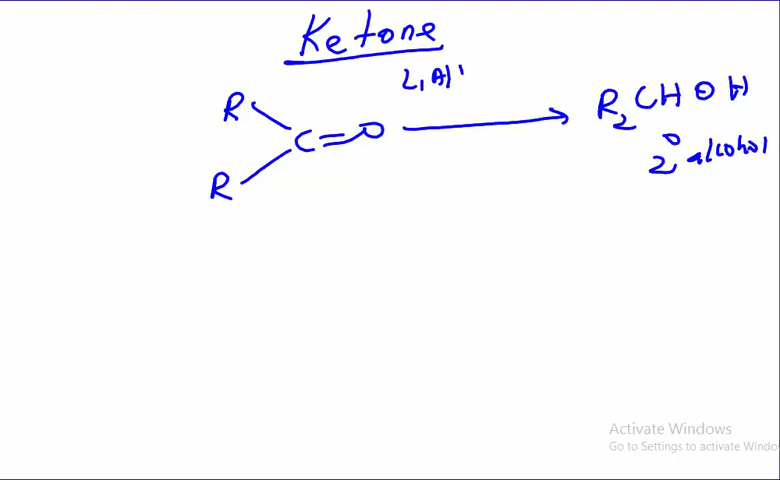 Ketone
LiAl
R
C=O
R
R2CHOH
2° alcohol
Activate Windows
Go to Settings to activate Windo